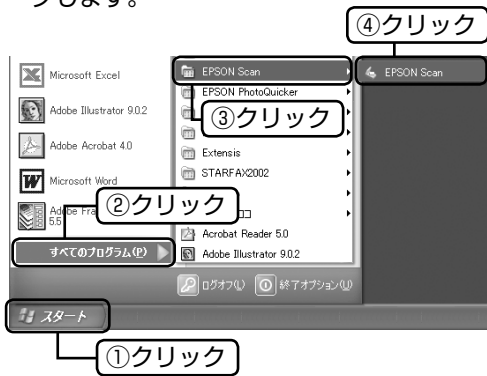 ④クリック
Microsoft Excel
EPSON Scan
EPSON Scan
EPSON PhotoQuicker
Adobe Illustrator 9.0.2
③クリック
Adobe Acrobat 4.0
Extensis
Microsoft Word
STARFAX2002
②クリック
Adobe Fra
5.5
Acrobat Reader 5.0
すべてのプログラム(P)
Adobe Illustrator 9.0.2
ログオフ(L)
終了オプション(U)
スタート
①クリック